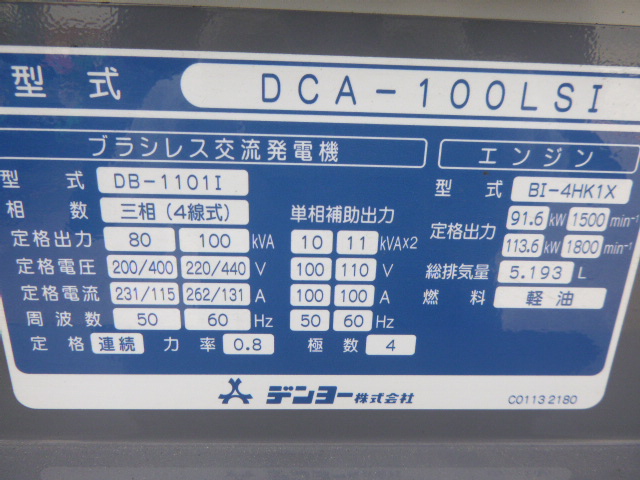 型式 DCA-100LSI
ブラシレス交流発電機
型式 DB-1101I
相数 三相(4線式)
定格出力 80 100 kVA
定格電圧 200/400 220/440 V
定格電流 231/115 262/131 A
周波数 50 60 Hz
単相補助出力
10 11 kVA×2
100 110 V
100 100 A
50 60 Hz
定格 連続 力率 0.8 極数 4
エンジン
型式 BI-4HK1X
定格出力 91.6 kW 1500 min⁻¹
113.6 kW 1800 min⁻¹
総排気量 5.193 L
燃料 軽油
デンヨー株式会社
C01132180